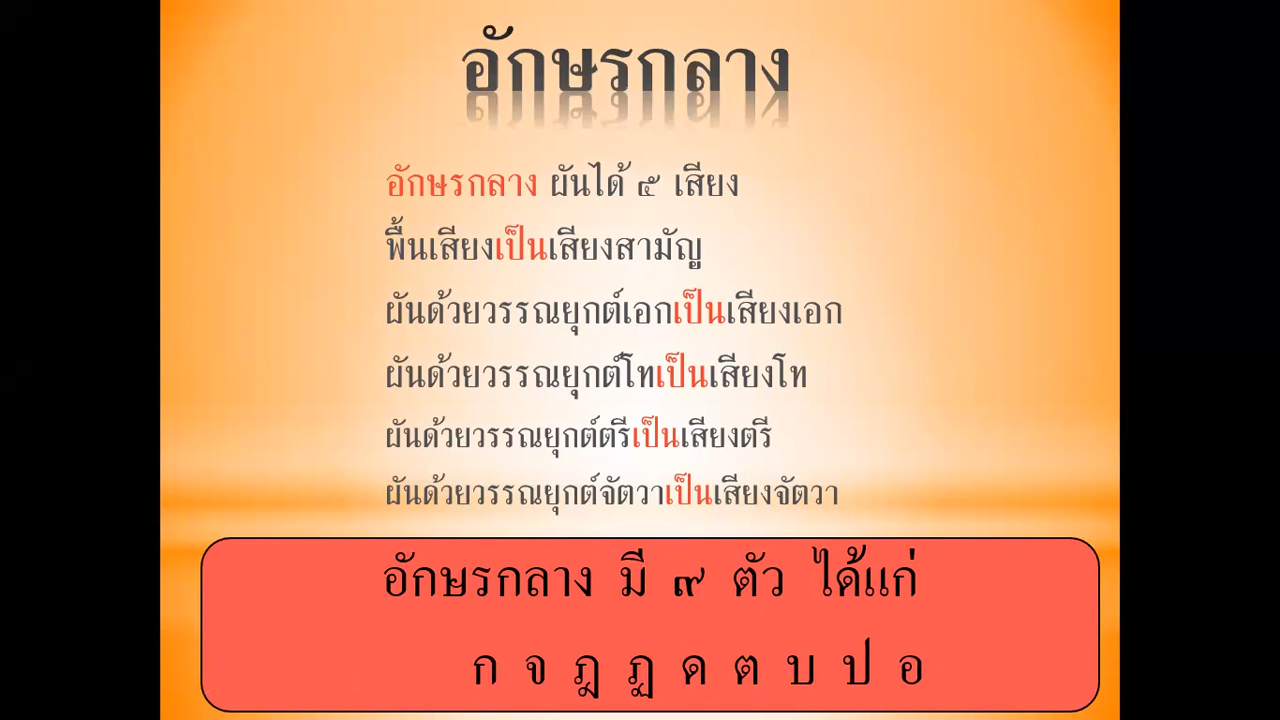 อักษรกลาง
อักษรกลาง ผันได้ ๕ เสียง
พื้นเสียงเป็นเสียงสามัญ
ผันด้วยวรรณยุกต์เอกเป็นเสียงเอก
ผันด้วยวรรณยุกต์โทเป็นเสียงโท
ผันด้วยวรรณยุกต์ตรีเป็นเสียงตรี
ผันด้วยวรรณยุกต์จัตวาเป็นเสียงจัตวา
อักษรกลาง มี ๙ ตัว ได้แก่
ก จ ฎ ฏ ด ต บ ป อ